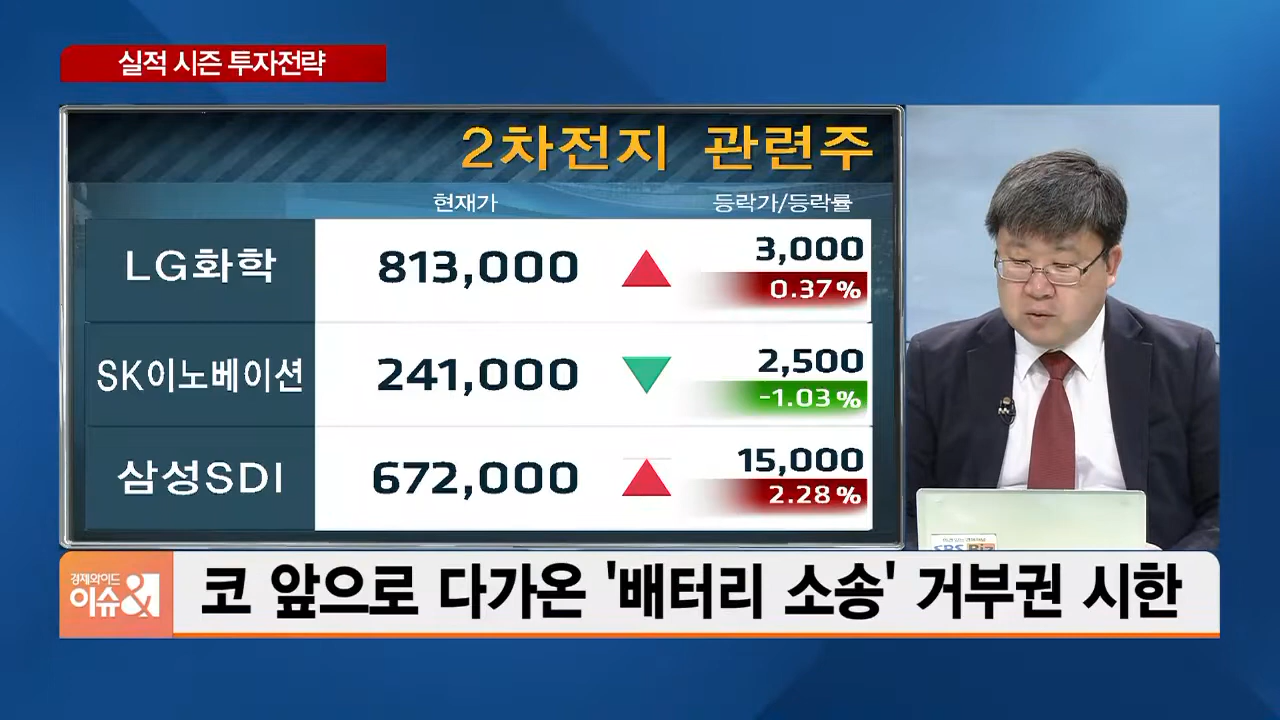 실적 시즌 투자전략
2차전지 관련주
현재가 등락가/등락률
LG화학 813,000 ▲ 3,000
0.37%
SK이노베이션 241,000 ▼ 2,500
-1.03%
삼성SDI 672,000 ▲ 15,000
2.28%
SBS Biz
경제와이드
이슈&
코 앞으로 다가온 '배터리 소송' 거부권 시한